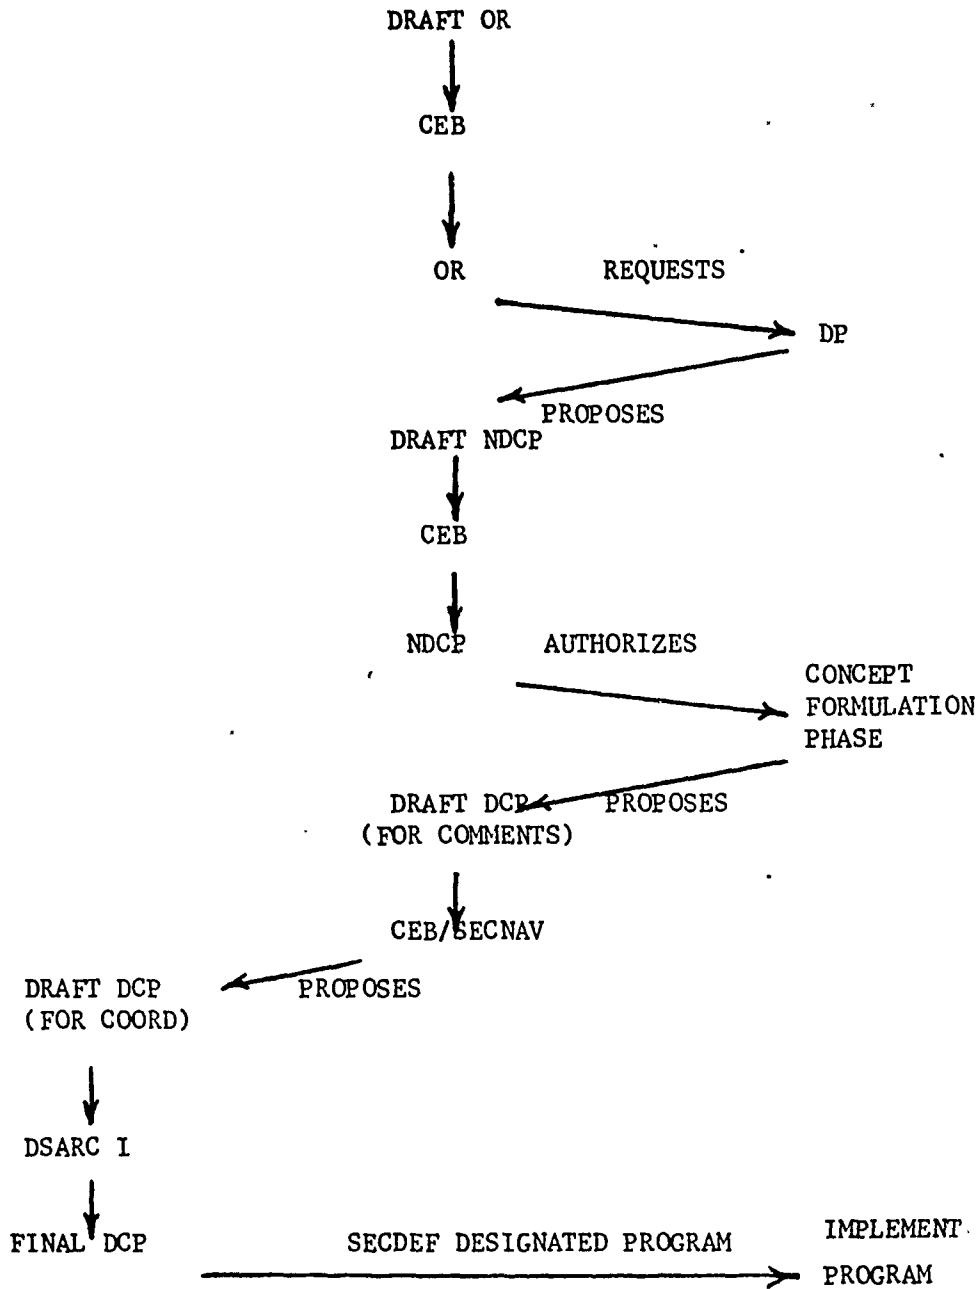 DRAFT OR
CEB
OR REQUESTS
DP
PROPOSES
DRAFT NDCP
CEB
NDCP AUTHORIZES
CONCEPT
FORMULATION
PHASE
DRAFT DCP PROPOSES
(FOR COMMENTS)
CEB/SECNAV
DRAFT DCP PROPOSES
(FOR COORD)
DSARC I
FINAL DCP SECDEF DESIGNATED PROGRAM IMPLEMENT
PROGRAM